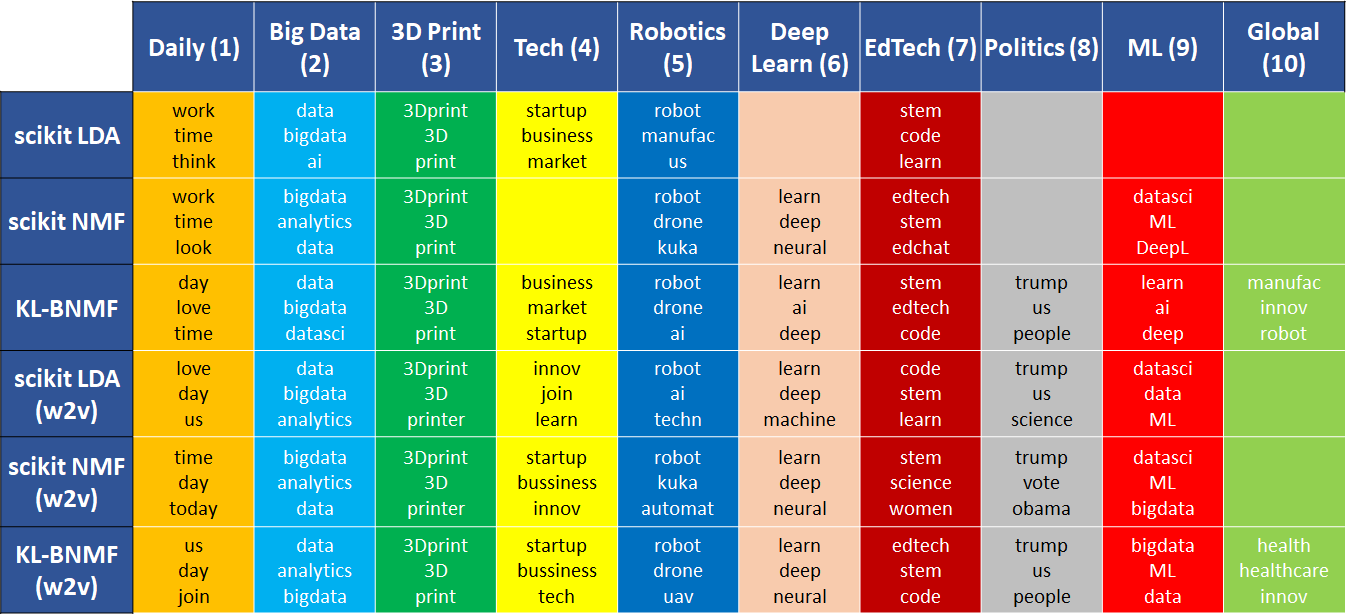 Daily (1) Big Data (2) 3D Print (3) Tech (4) Robotics (5) Deep Learn (6) EdTech (7) Politics (8) ML (9) Global (10)
scikit LDA
work data 3Dprint startup robot stem
time bigdata 3D business manufac code
think ai print market us learn
scikit NMF
work bigdata 3Dprint robot learn edtech datasci
time analytics 3D drone deep stem ML
look data print kuka neural edchat DeepL
KL-BNMF
day data 3Dprint business robot learn stem trump learn manufac
love bigdata 3D market drone ai edtech us ai innov
time datasci print startup ai deep code people deep robot
scikit LDA (w2v)
love data 3Dprint innov robot learn code trump datasci
day bigdata 3D join ai deep stem us data
us analytics printer learn techn machine learn science ML
scikit NMF (w2v)
time bigdata 3Dprint startup robot learn stem trump datasci
day analytics 3D bussiness kuka deep science vote ML
today data printer innov automat neural women obama bigdata
KL-BNMF (w2v)
us data 3Dprint startup robot learn edtech trump bigdata health
day analytics 3D bussiness drone deep stem us ML healthcare
join bigdata print tech uav neural code people data innov